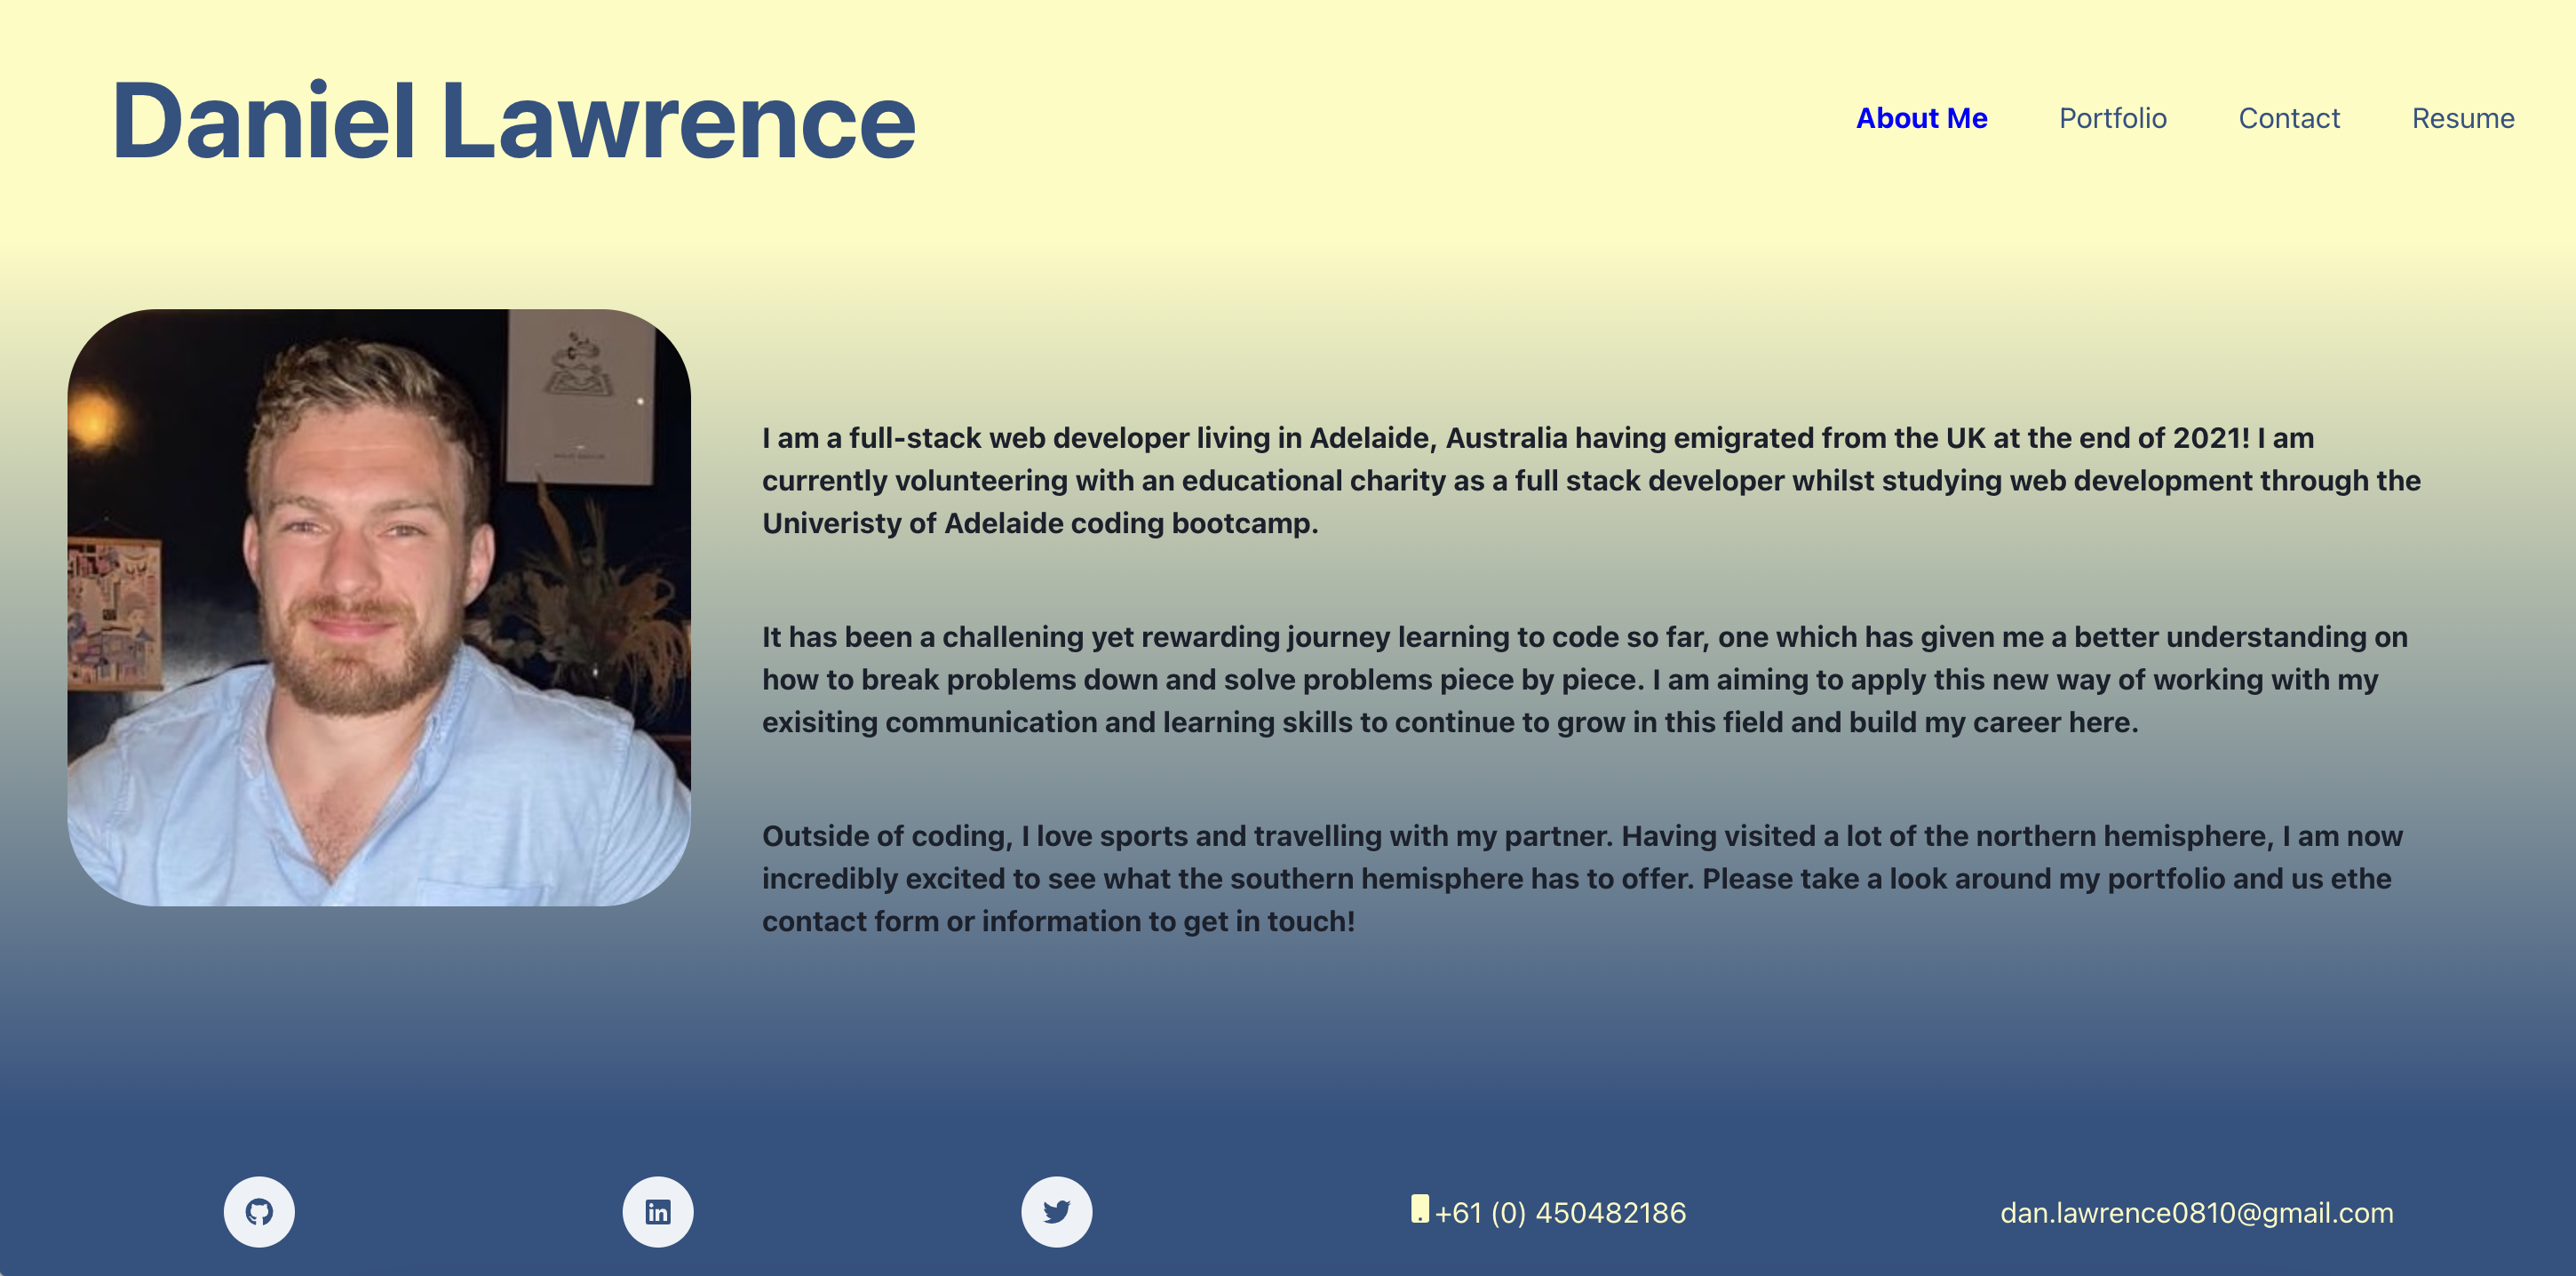 Daniel Lawrence
About Me
Portfolio
Contact
Resume
I am a full-stack web developer living in Adelaide, Australia having emigrated from the UK at the end of 2021! I am
currently volunteering with an educational charity as a full stack developer whilst studying web development through the
Univeristy of Adelaide coding bootcamp.
It has been a challening yet rewarding journey learning to code so far, one which has given me a better understanding on
how to break problems down and solve problems piece by piece. I am aiming to apply this new way of working with my
exisiting communication and learning skills to continue to grow in this field and build my career here.
Outside of coding, I love sports and travelling with my partner. Having visited a lot of the northern hemisphere, I am now
incredibly excited to see what the southern hemisphere has to offer. Please take a look around my portfolio and us ethe
contact form or information to get in touch!
in
+61 (0) 450482186
dan.lawrence0810@gmail.com